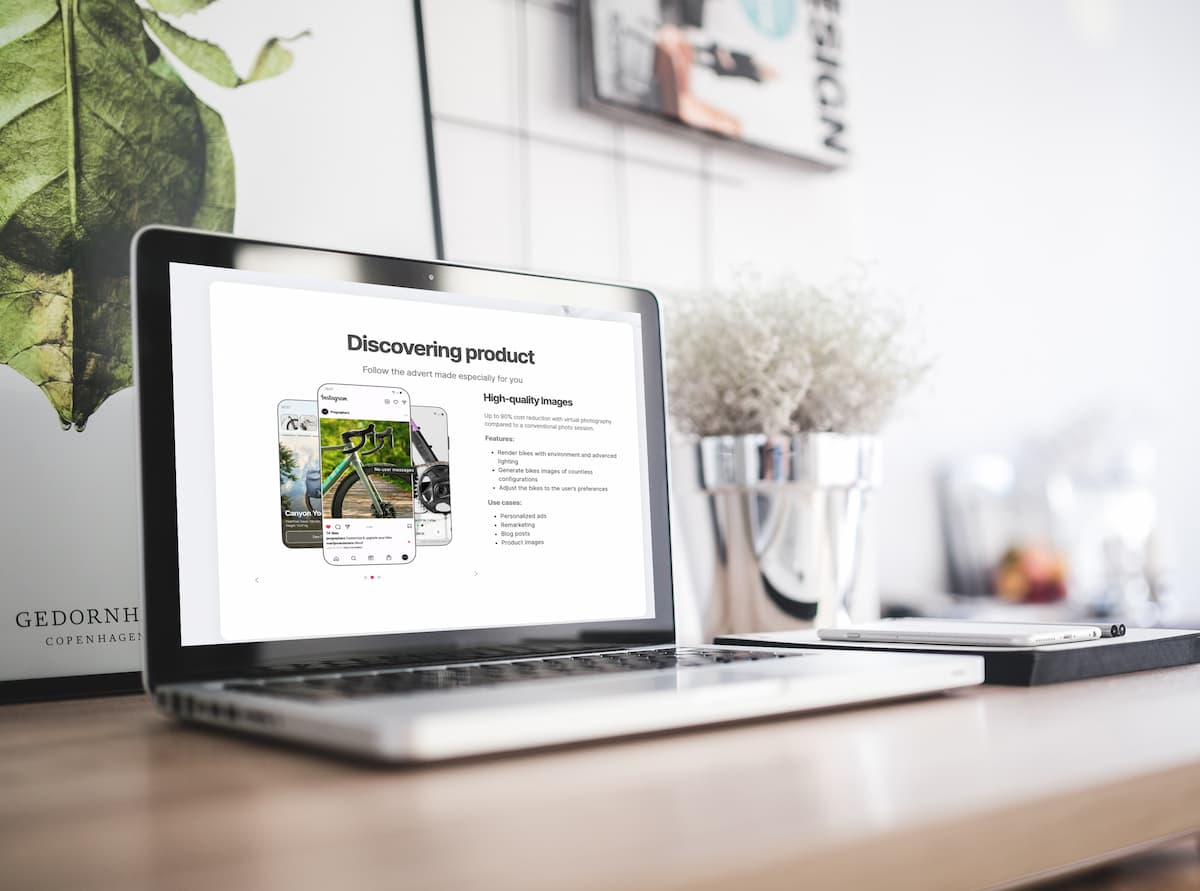 ESIGN
Discovering product
Follow the advert made especially for you
Instagram
No user messages
Canyon Yo
High-quality images
Up to 90% cost reduction with virtual photography
compared to a conventional photo session.
Features:
• Render bikes with environment and advanced
lighting
• Generate bikes images of countless
configurations
• Adjust the bikes to the user's preferences
Use cases:
• Personalized ads
• Remarketing
• Blog posts
• Product images
GEDORNH
COPENHAGEN